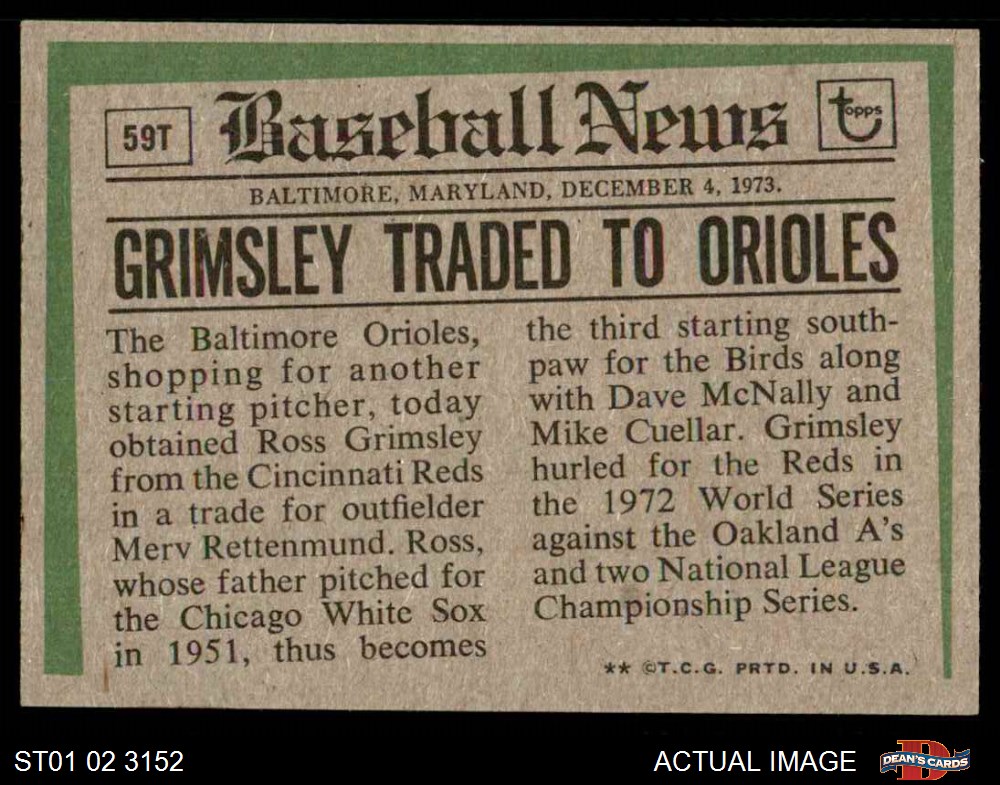 59T
Baseball News
topps
BALTIMORE, MARYLAND, DECEMBER 4, 1973.
GRIMSLEY TRADED TO ORIOLES
The Baltimore Orioles,
shopping for another
starting pitcher, today
obtained Ross Grimsley
from the Cincinnati Reds
in a trade for outfielder
Merv Rettenmund. Ross,
whose father pitched for
the Chicago White Sox
in 1951, thus becomes
the third starting south-
paw for the Birds along
with Dave McNally and
Mike Cuellar. Grimsley
hurled for the Reds in
the 1972 World Series
against the Oakland A's
and two National League
Championship Series.
** ©T.C.G. PRTD. IN U.S.A.
ST01 02 3152
ACTUAL IMAGE
D
DEAN'S CARDS